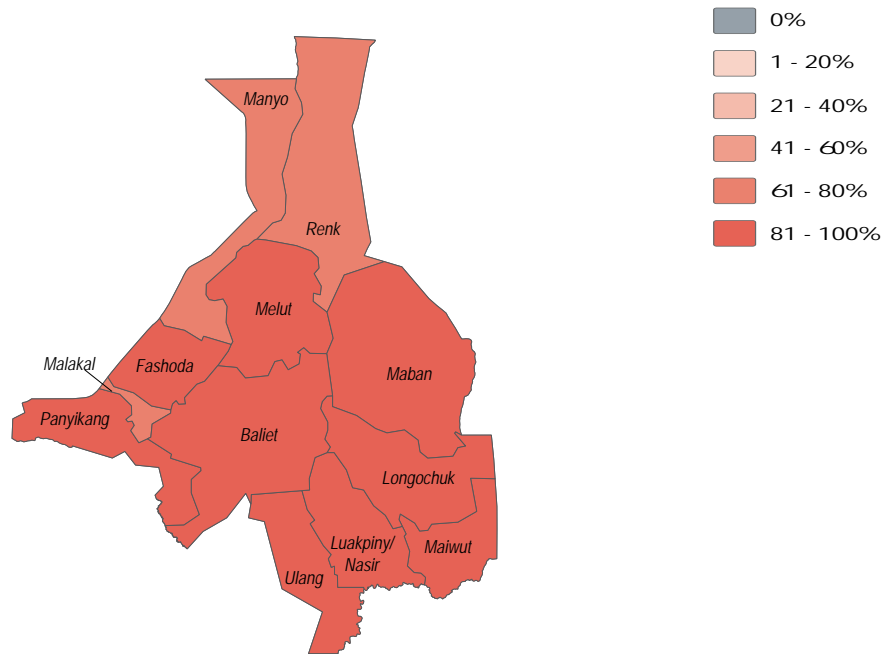 0%
1 - 20%
21 - 40%
41 - 60%
61 - 80%
81 - 100%
Manyo
Renk
Melut
Malakal
Fashoda
Maban
Panyikang
Baliet
Longochuk
Luakpiny/
Nasir
Maiwut
Ulang